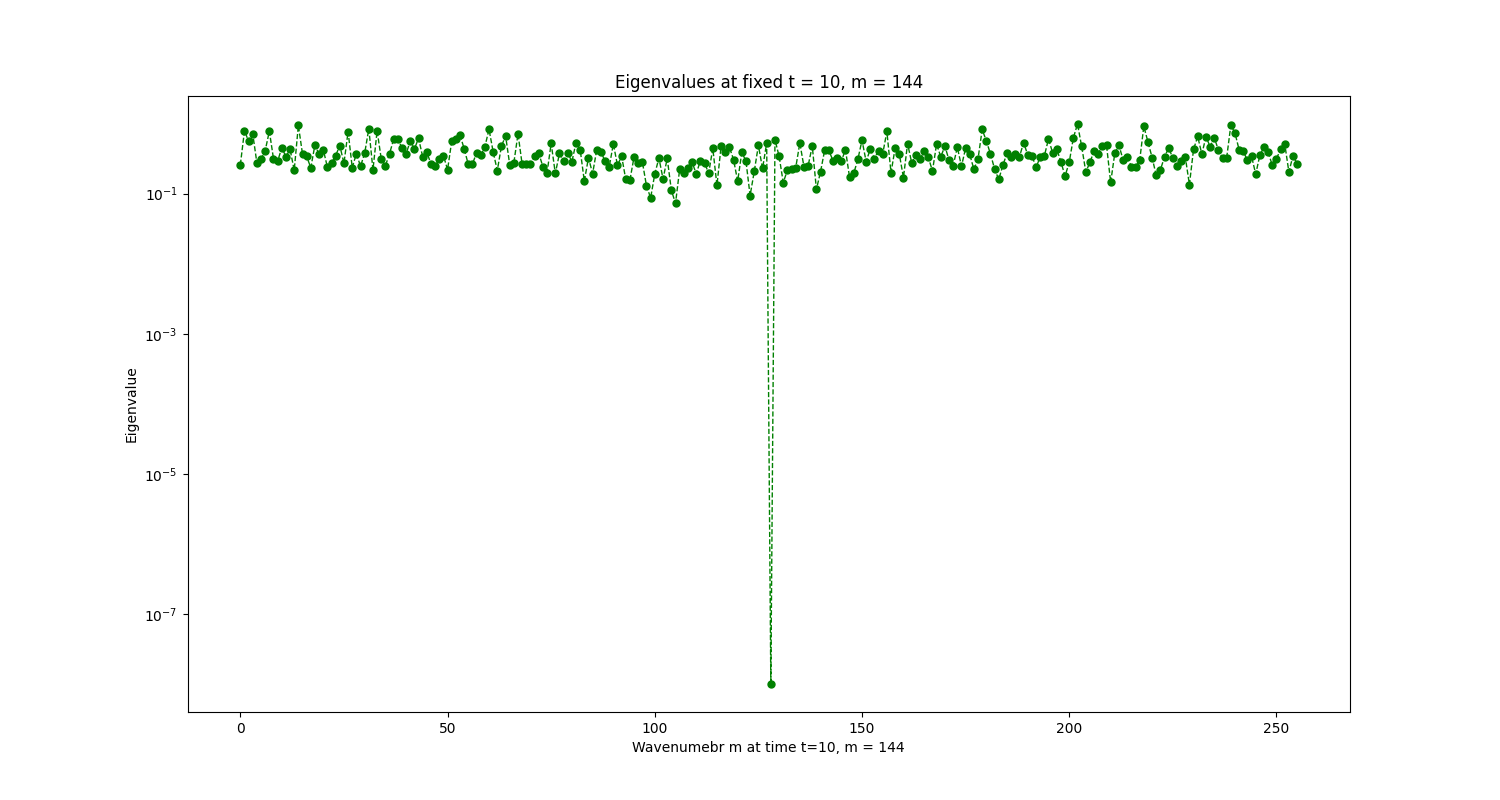 Eigenvalues at fixed t = 10, m = 144
10⁻¹
10⁻³
10⁻⁵
10⁻⁷
Eigenvalue
0 50 100 150 200 250
Wavenumebr m at time t=10, m = 144